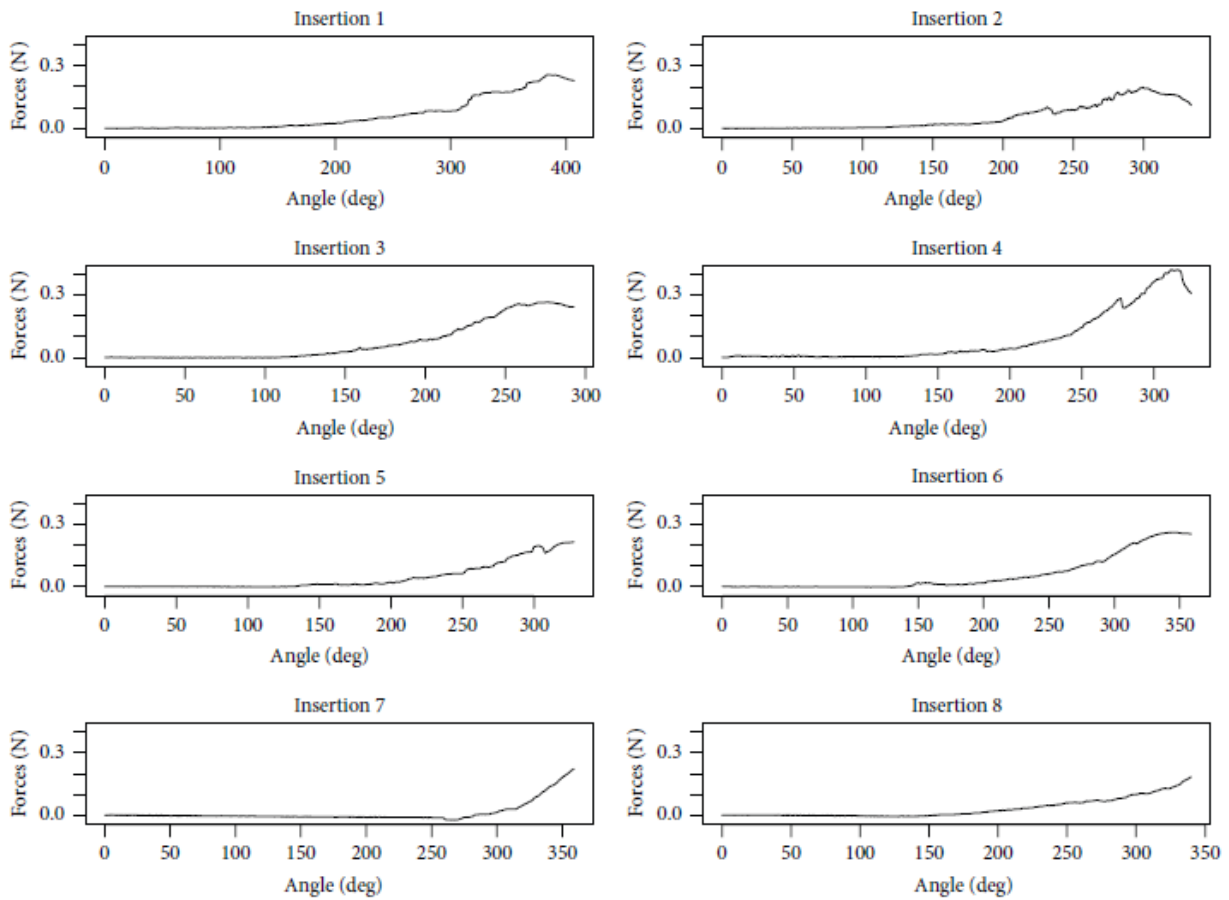 Insertion 1
Forces (N)
0.3
0.0
0 100 200 300 400
Angle (deg)
Insertion 2
Forces (N)
0.3
0.0
0 50 100 150 200 250 300
Angle (deg)
Insertion 3
Forces (N)
0.3
0.0
0 50 100 150 200 250 300
Angle (deg)
Insertion 4
Forces (N)
0.3
0.0
0 50 100 150 200 250 300
Angle (deg)
Insertion 5
Forces (N)
0.3
0.0
0 50 100 150 200 250 300
Angle (deg)
Insertion 6
Forces (N)
0.3
0.0
0 50 100 150 200 250 300 350
Angle (deg)
Insertion 7
Forces (N)
0.3
0.0
0 50 100 150 200 250 300 350
Angle (deg)
Insertion 8
Forces (N)
0.3
0.0
0 50 100 150 200 250 300 350
Angle (deg)